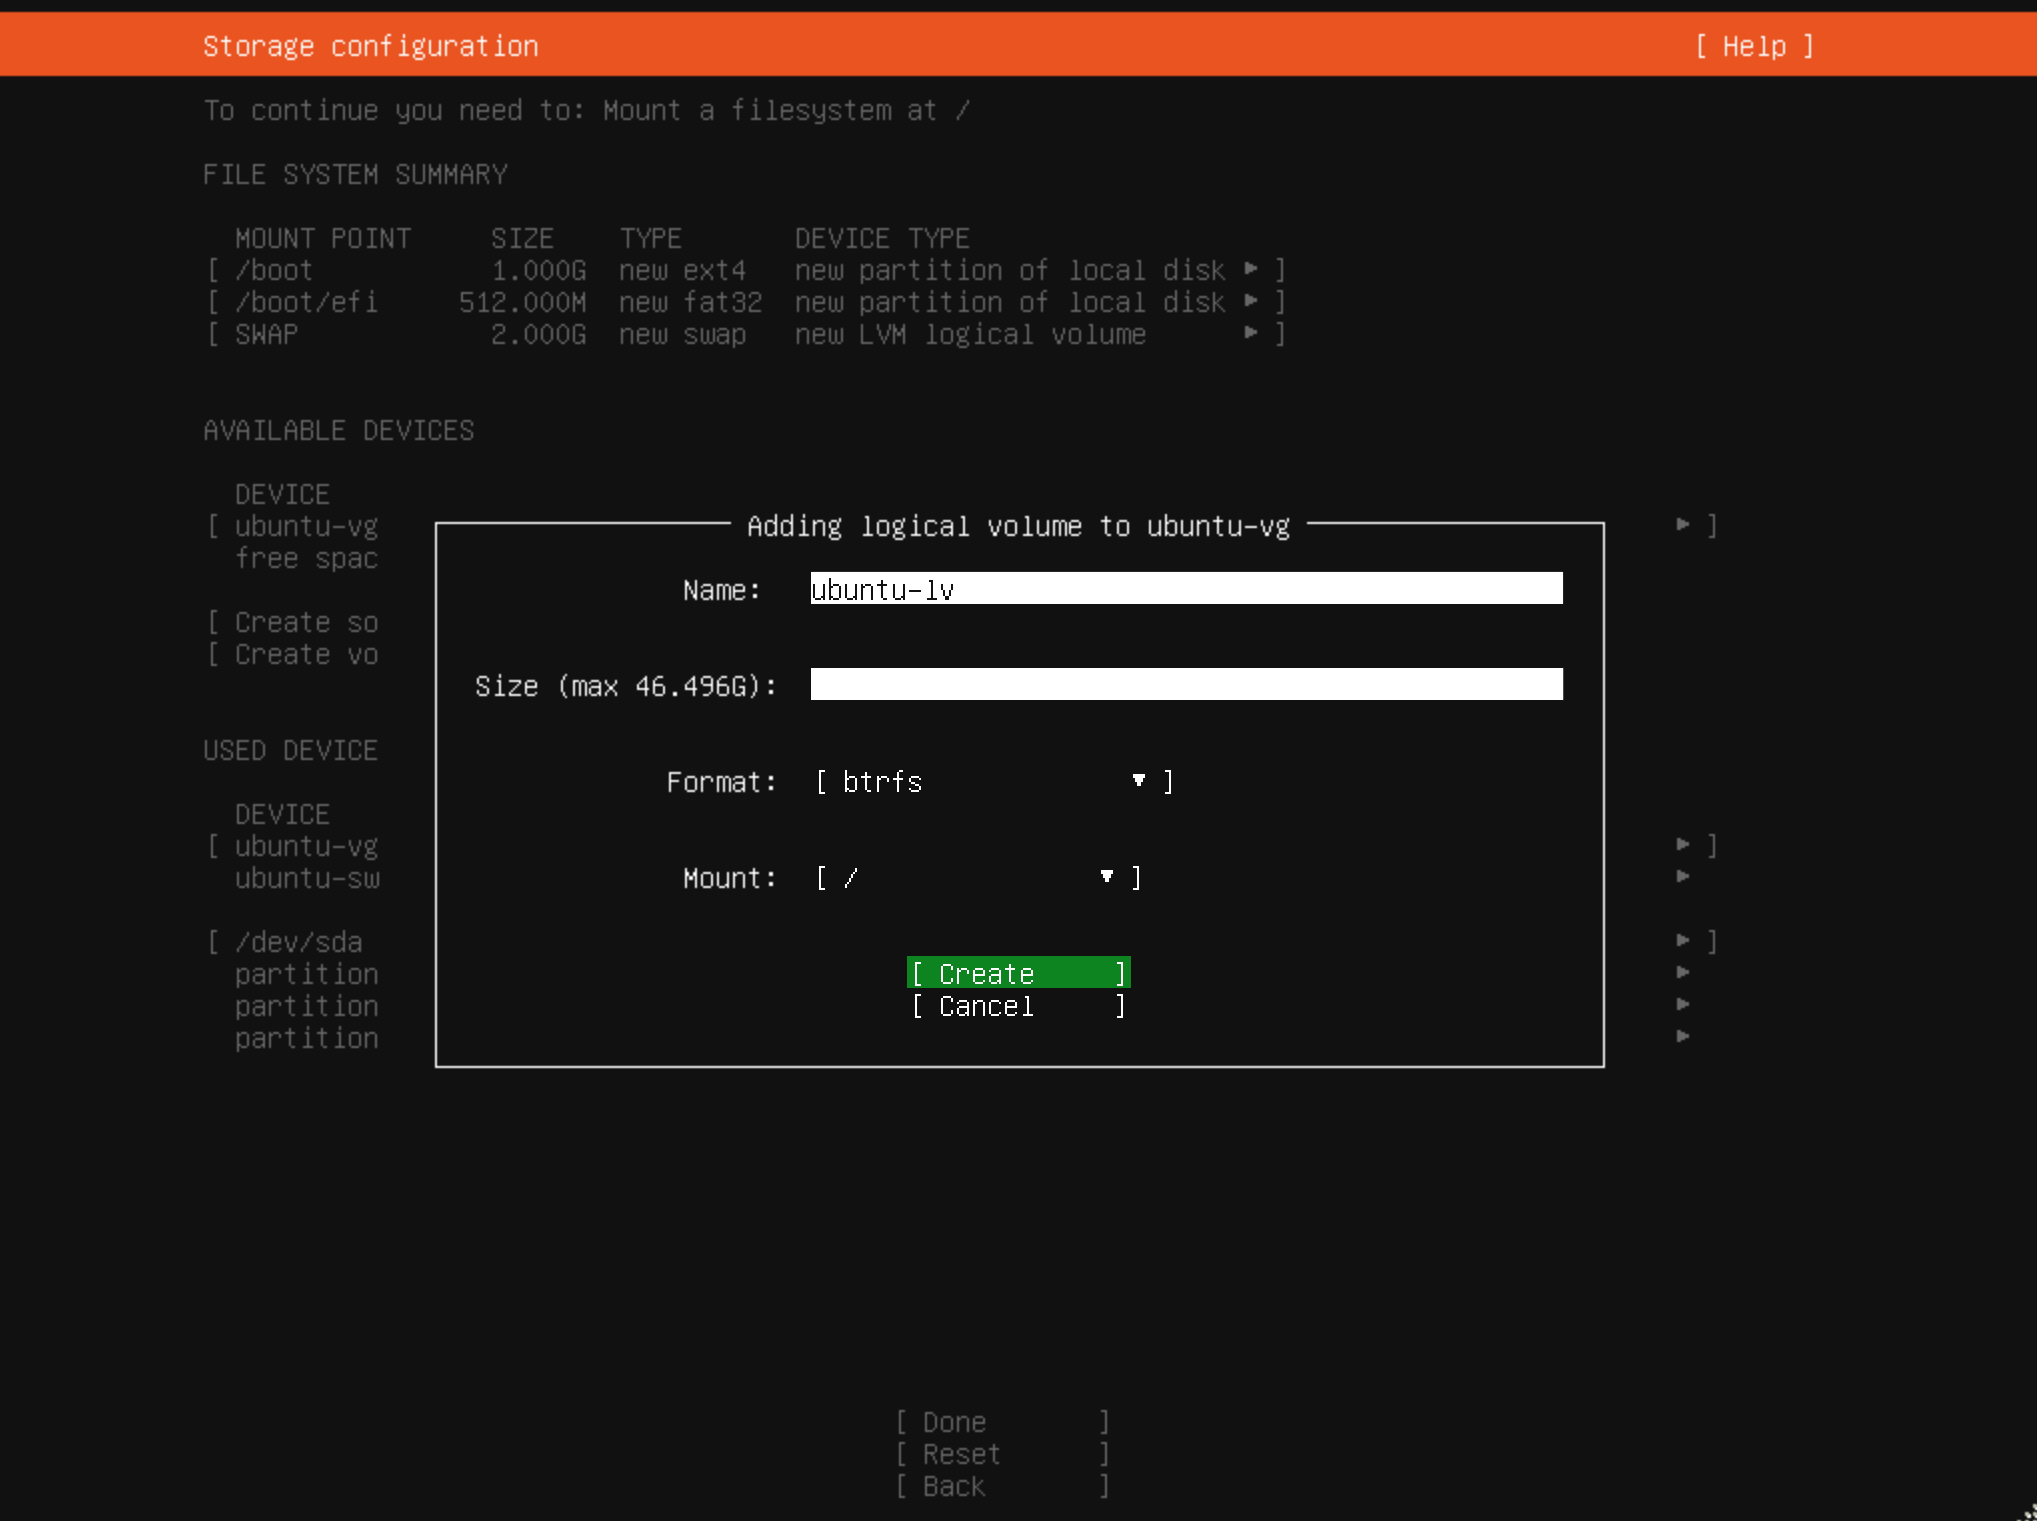 Storage configuration [ Help ]
To continue you need to: Mount a filesystem at /
FILE SYSTEM SUMMARY
MOUNT POINT SIZE TYPE DEVICE TYPE
[ /boot 1.000G new ext4 new partition of local disk ▸ ]
[ /boot/efi 512.000M new fat32 new partition of local disk ▸ ]
[ SWAP 2.000G new swap new LVM logical volume ▸ ]
AVAILABLE DEVICES
DEVICE
[ ubuntu-vg ▸ ]
free spac
[ Create so
[ Create vo
USED DEVICE
DEVICE
[ ubuntu-vg ▸ ]
ubuntu-sw ▸
[ /dev/sda ▸ ]
partition ▸
partition ▸
partition ▸
Adding logical volume to ubuntu-vg
Name: ubuntu-lv
Size (max 46.496G):
Format: [ btrfs ▾ ]
Mount: [ / ▾ ]
[ Create ]
[ Cancel ]
[ Done ]
[ Reset ]
[ Back ]